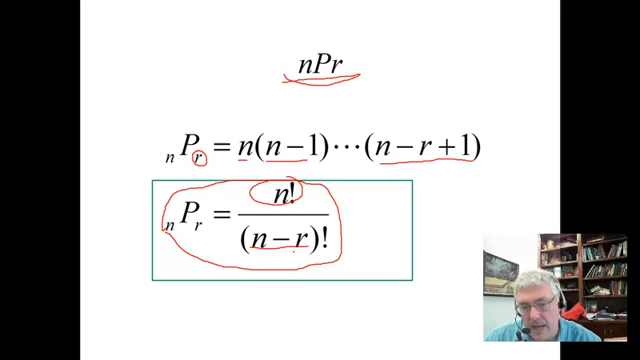 nPr
ₙPᵣ = n(n − 1)⋯(n − r + 1)
ₙPᵣ = n! / (n − r)!